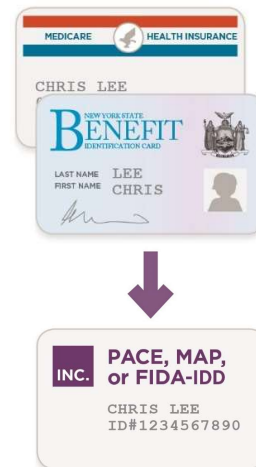 MEDICARE HEALTH INSURANCE
CHRIS LEE
NEW YORK STATE
BENEFIT
IDENTIFICATION CARD
LAST NAME LEE
FIRST NAME CHRIS
INC.
PACE, MAP,
or FIDA-IDD
CHRIS LEE
ID#1234567890